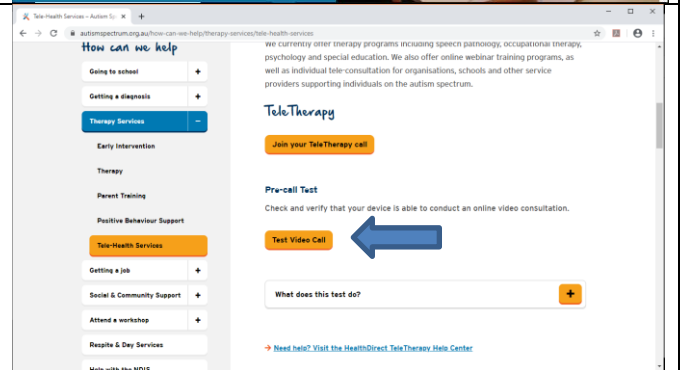 Tele-Health Services – Autism Sp
autismspectrum.org.au/how-can-we-help/therapy-services/tele-health-services
How can we help
Going to school
Getting a diagnosis
Therapy Services
Early Intervention
Therapy
Parent Training
Positive Behaviour Support
Tele-Health Services
Getting a job
Social & Community Support
Attend a workshop
Respite & Day Services
Help with the NDIS
We currently offer therapy programs including speech pathology, occupational therapy,
psychology and special education. We also offer online webinar training programs, as
well as individual tele-consultation for organisations, schools and other service
providers supporting individuals on the autism spectrum.
TeleTherapy
Join your TeleTherapy call
Pre-call Test
Check and verify that your device is able to conduct an online video consultation.
Test Video Call
What does this test do?
Need help? Visit the HealthDirect TeleTherapy Help Center